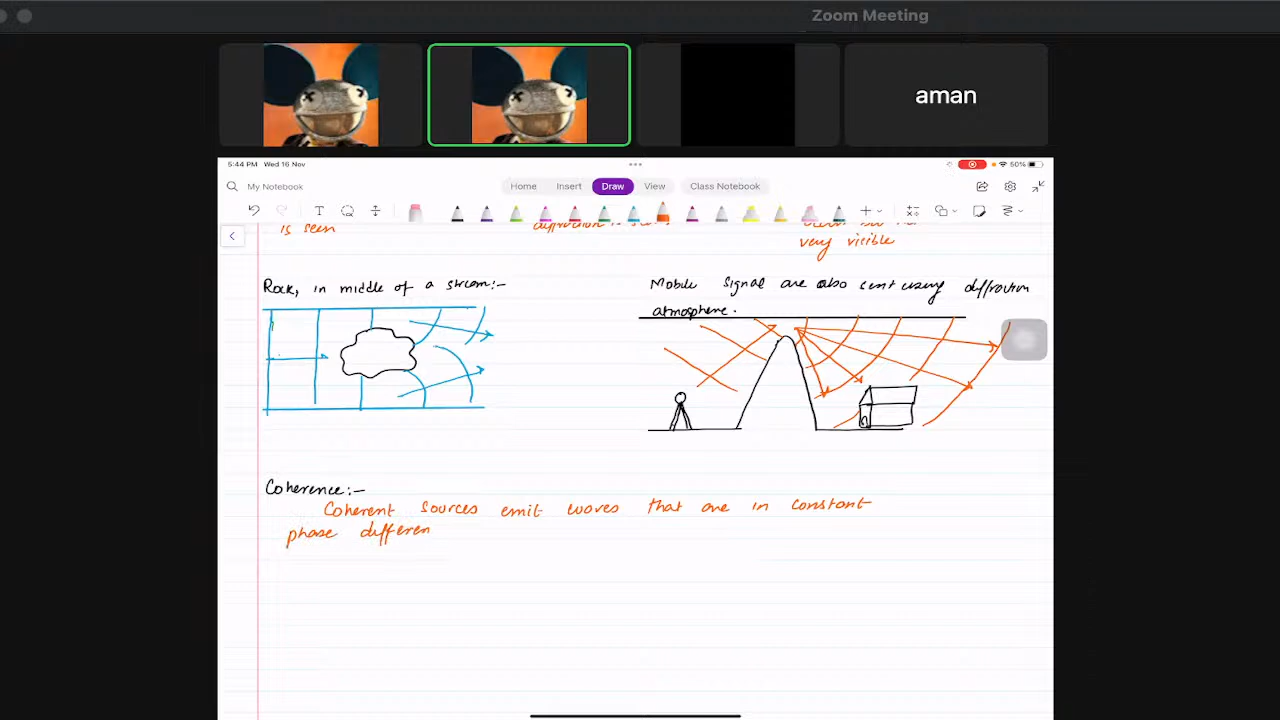 Zoom Meeting
aman
5:44 PM Wed 16 Nov
50%
My Notebook
Home Insert Draw View Class Notebook
is seen
very visible
Rock, in middle of a stream:-
Mobile Signal are also sent using diffraction
atmosphere.
Coherence:-
Coherent sources emit waves that are in constant
phase differen